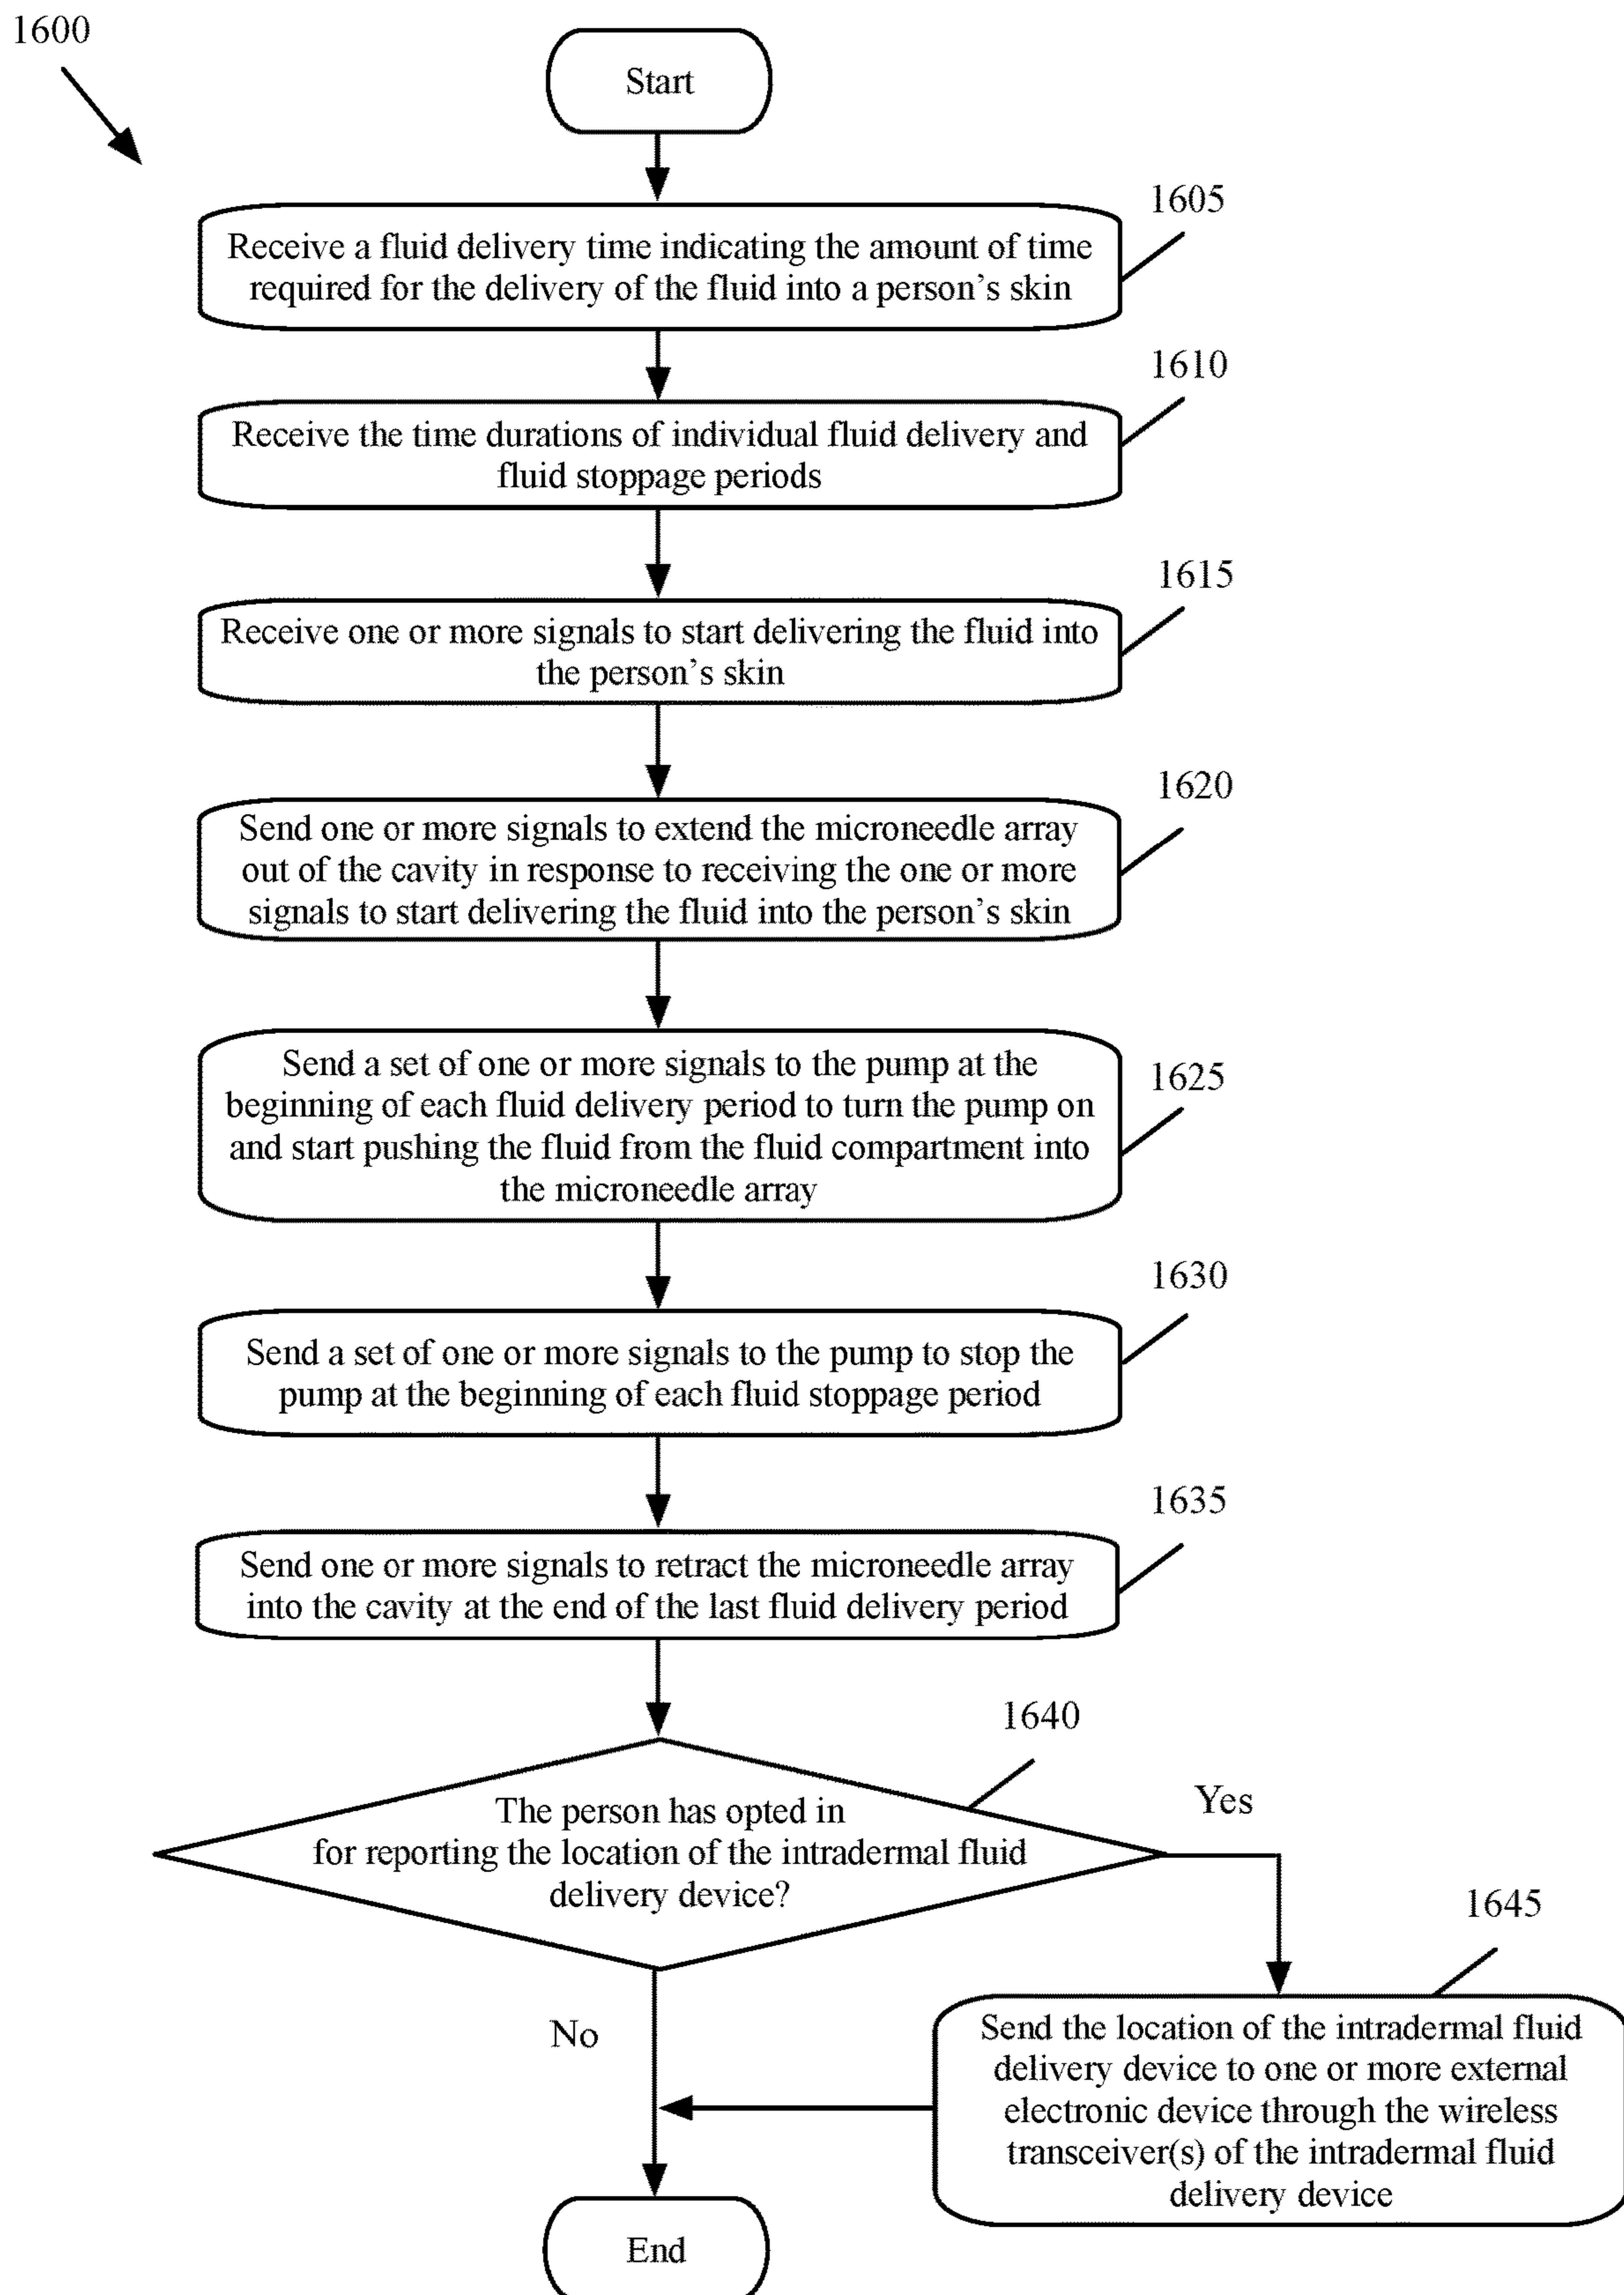 1600
Start
1605
Receive a fluid delivery time indicating the amount of time
required for the delivery of the fluid into a person’s skin
1610
Receive the time durations of individual fluid delivery and
fluid stoppage periods
1615
Receive one or more signals to start delivering the fluid into
the person’s skin
1620
Send one or more signals to extend the microneedle array
out of the cavity in response to receiving the one or more
signals to start delivering the fluid into the person’s skin
1625
Send a set of one or more signals to the pump at the
beginning of each fluid delivery period to turn the pump on
and start pushing the fluid from the fluid compartment into
the microneedle array
1630
Send a set of one or more signals to the pump to stop the
pump at the beginning of each fluid stoppage period
1635
Send one or more signals to retract the microneedle array
into the cavity at the end of the last fluid delivery period
1640
The person has opted in
for reporting the location of the intradermal fluid
delivery device?
Yes
1645
Send the location of the intradermal fluid
delivery device to one or more external
electronic device through the wireless
transceiver(s) of the intradermal fluid
delivery device
No
End